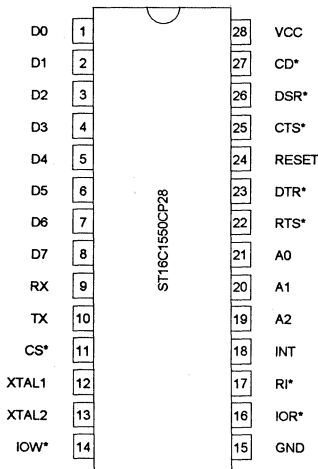 D0 1 28 VCC
D1 2 27 CD*
D2 3 26 DSR*
D3 4 25 CTS*
D4 5 24 RESET
D5 6 23 DTR*
D6 7 22 RTS*
D7 8 21 A0
RX 9 20 A1
TX 10 19 A2
CS* 11 18 INT
XTAL1 12 17 RI*
XTAL2 13 16 IOR*
IOW* 14 15 GND
ST16C1550CP28